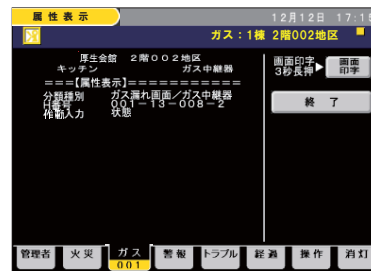 属性表示
12月12日 17:15
ガス：1棟 2階002地区
厚生会館 2階002地区
キッチン ガス中継器
===【属性表示】===========
分類種別 ガス漏れ画面／ガス中継器
番号 001-13-008-2
作動入力 状態
画面印字
3秒長押▶
画面
印字
終 了
管理者 火災 ガス 警報 トラブル 経過 操作 消灯
001